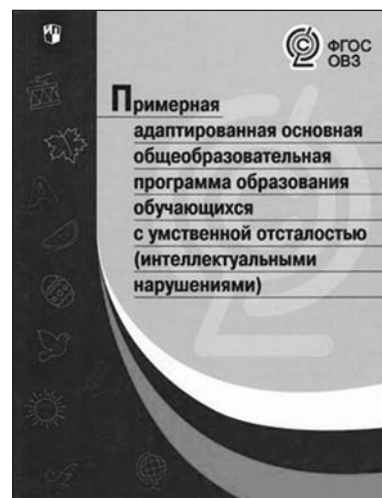 ФГОС
ОВЗ
Примерная
адаптированная основная
общеобразовательная
программа образования
обучающихся
с умственной отсталостью
(интеллектуальными
нарушениями)